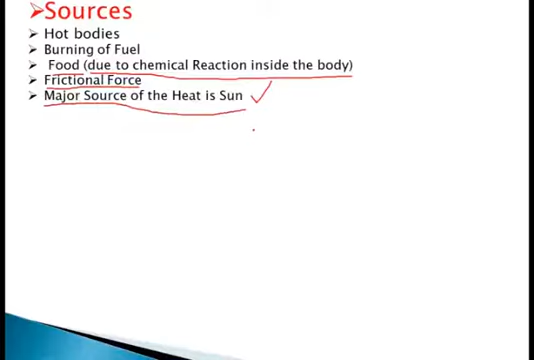 Sources
Hot bodies
Burning of Fuel
Food (due to chemical Reaction inside the body)
Frictional Force
Major Source of the Heat is Sun